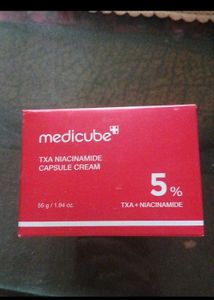 medicube
TXA NIACINAMIDE
CAPSULE CREAM
5%
55 g / 1.94 oz.
TXA + NIACINAMIDE